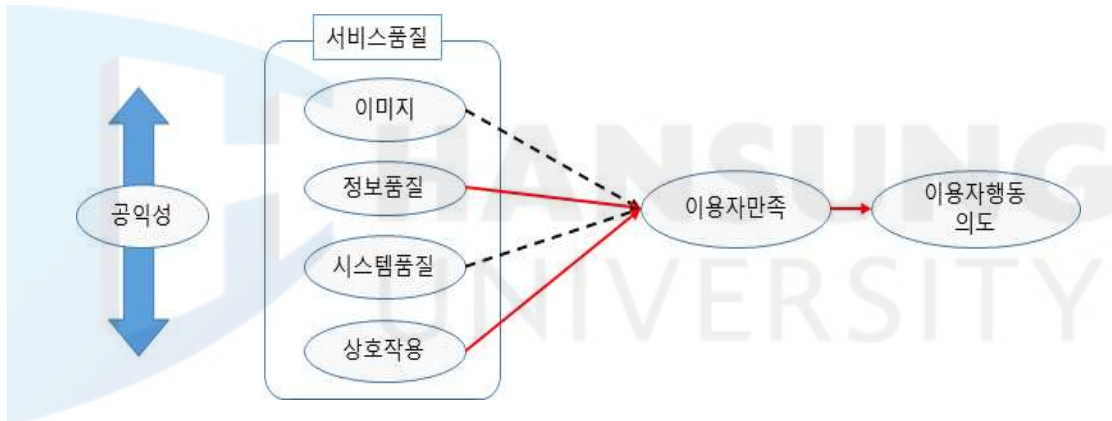 서비스품질
이미지
정보품질
공익성
이용자만족
이용자행동
의도
시스템품질
상호작용
HANSUNG
UNIVERSITY